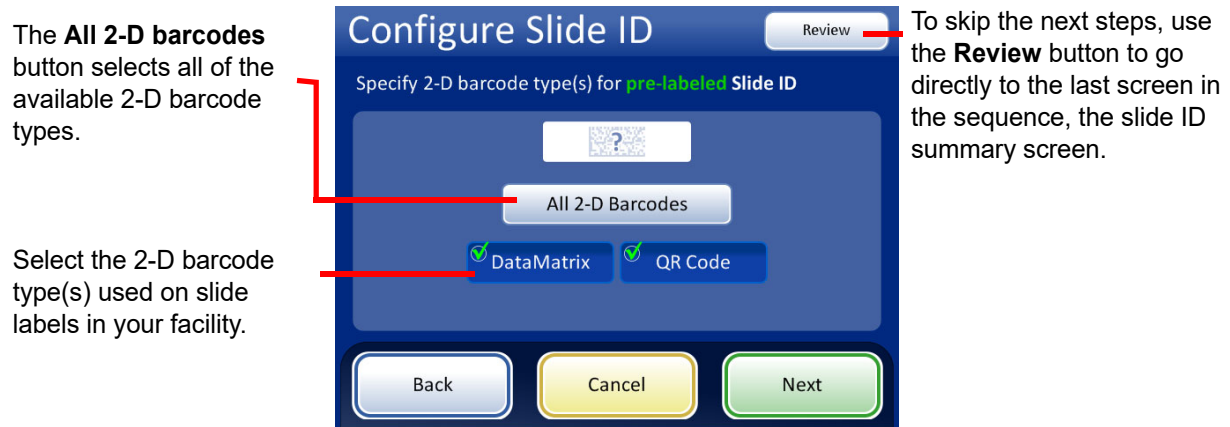 The All 2-D barcodes
button selects all of the
available 2-D barcode
types.
Select the 2-D barcode
type(s) used on slide
labels in your facility.
Configure Slide ID
Review
Specify 2-D barcode type(s) for pre-labeled Slide ID
?
All 2-D Barcodes
DataMatrix
QR Code
Back
Cancel
Next
To skip the next steps, use
the Review button to go
directly to the last screen in
the sequence, the slide ID
summary screen.